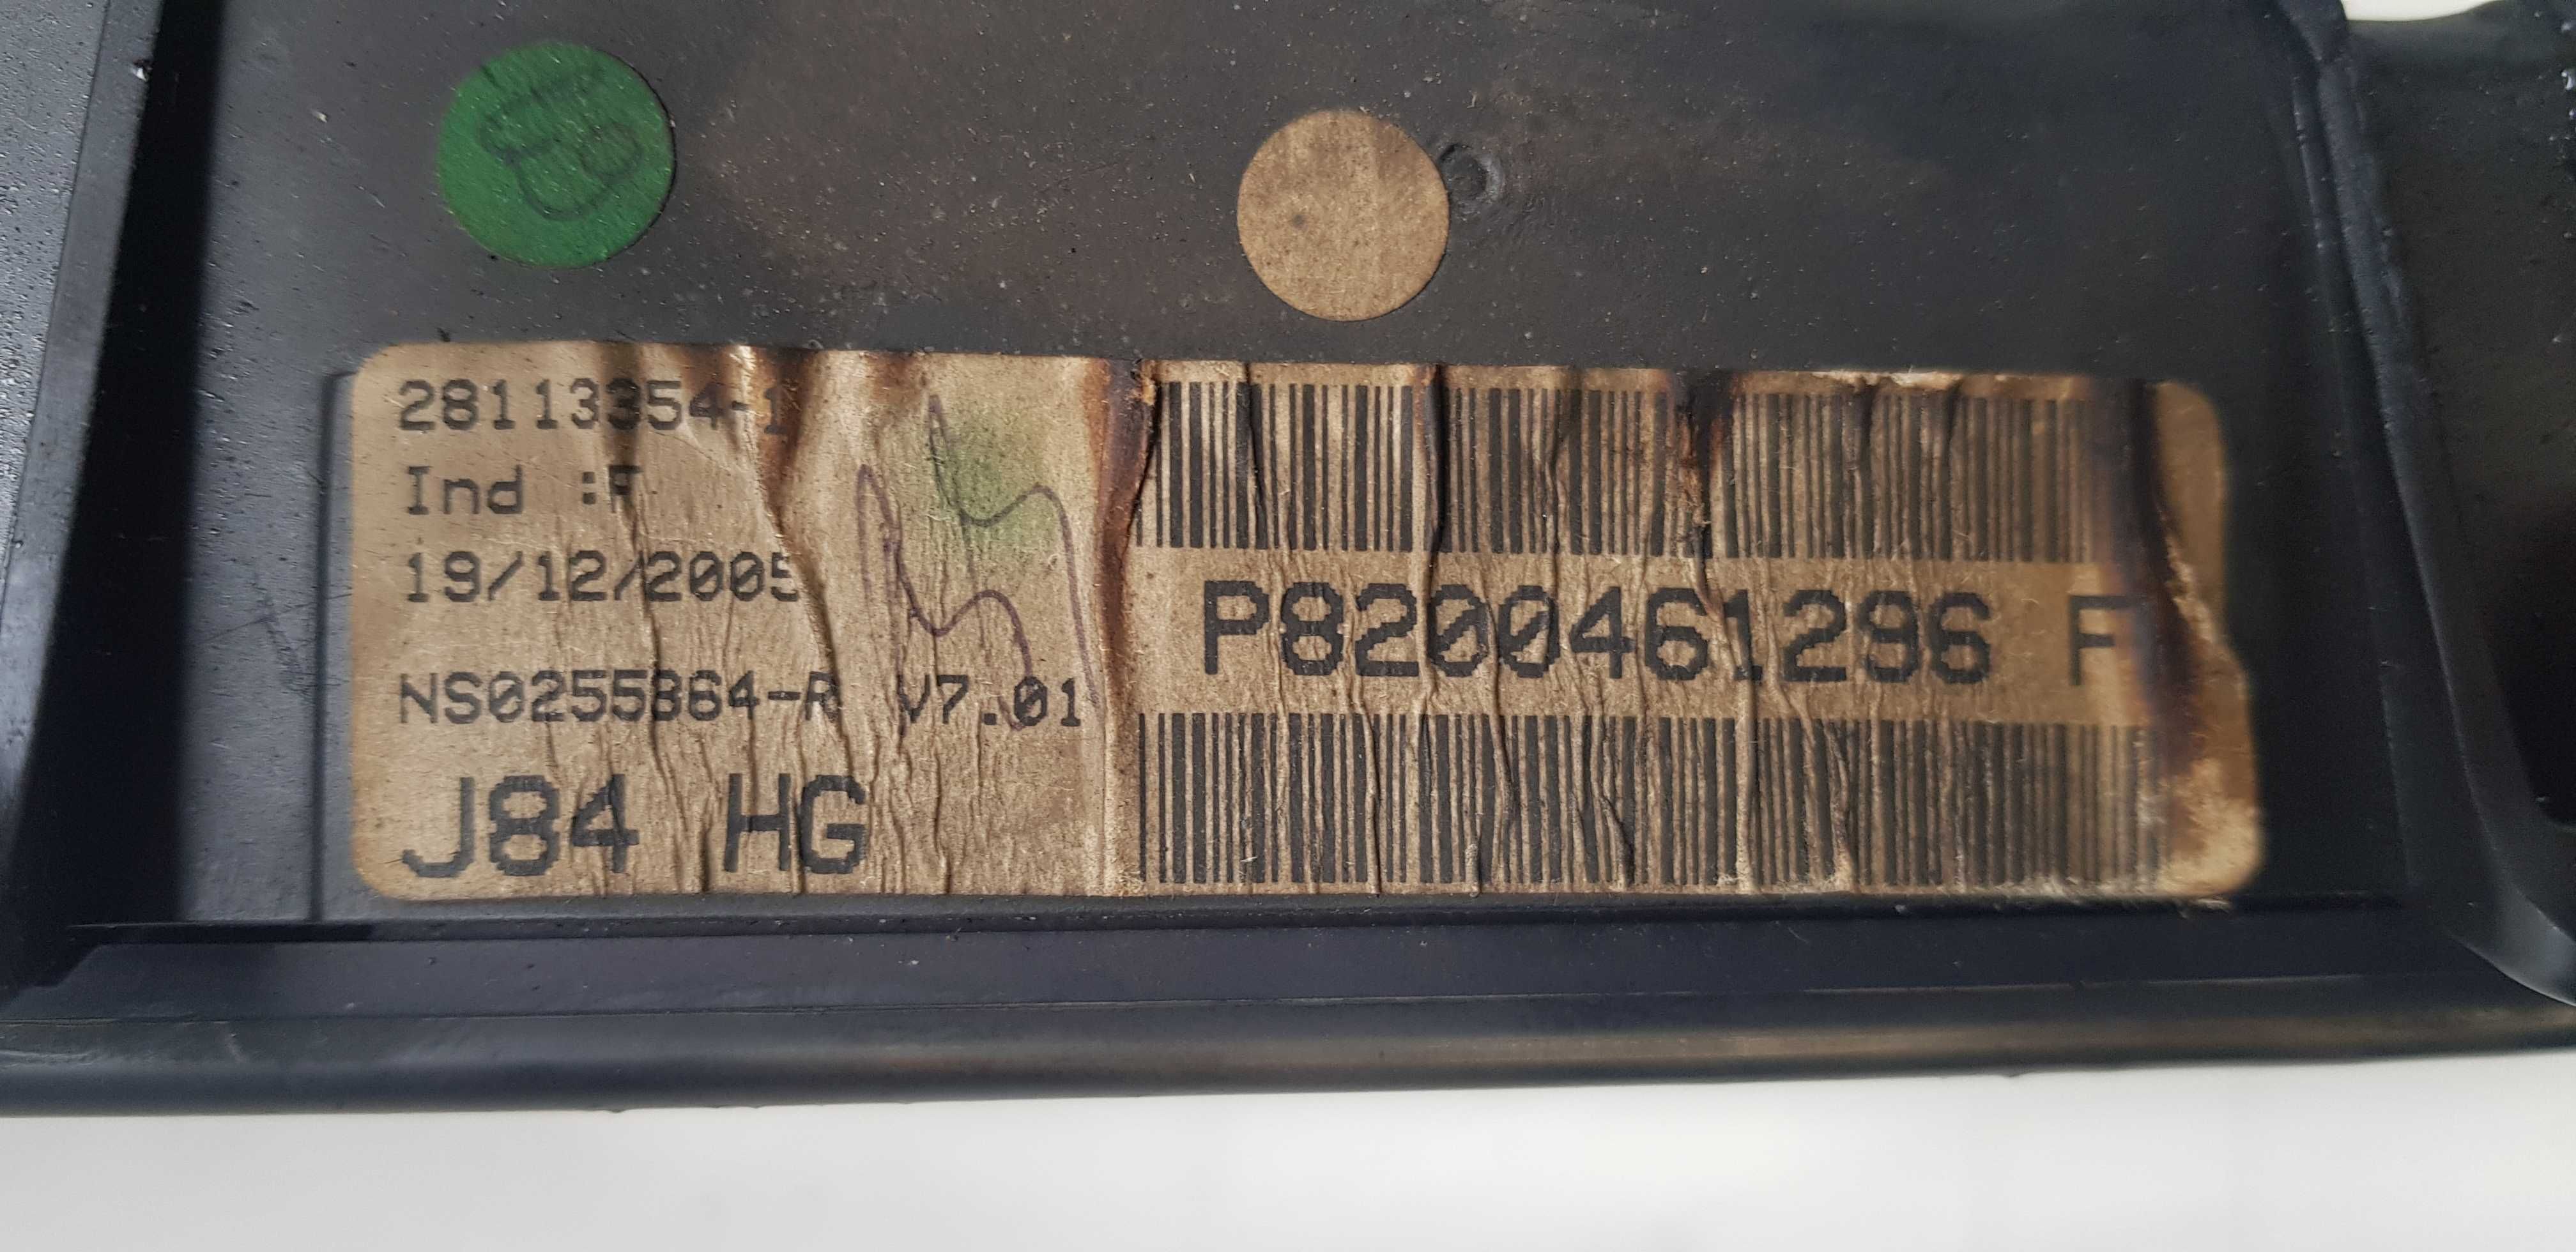 28113354-1
Ind :F
19/12/2005
NS0255864-R V7.01
J84 HG
P8200461296 F